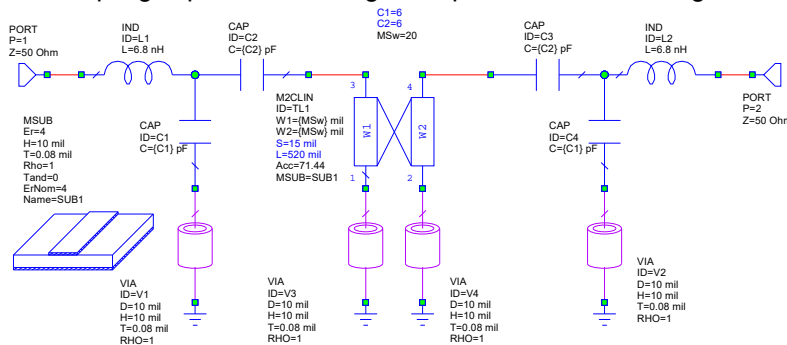 PORT
P=1
Z=50 Ohm
IND
ID=L1
L=6.8 nH
CAP
ID=C2
C={C2} pF
C1=6
C2=6
MSw=20
CAP
ID=C3
C={C2} pF
IND
ID=L2
L=6.8 nH
PORT
P=2
Z=50 Ohm
MSUB
Er=4
H=10 mil
T=0.08 mil
Rho=1
Tand=0
ErNom=4
Name=SUB1
CAP
ID=C1
C={C1} pF
M2CLIN
ID=TL1
W1={MSw} mil
W2={MSw} mil
S=15 mil
L=520 mil
Acc=71.44
MSUB=SUB1
3
4
W1
W2
1
2
CAP
ID=C4
C={C1} pF
VIA
ID=V1
D=10 mil
H=10 mil
T=0.08 mil
RHO=1
VIA
ID=V3
D=10 mil
H=10 mil
T=0.08 mil
RHO=1
VIA
ID=V4
D=10 mil
H=10 mil
T=0.08 mil
RHO=1
VIA
ID=V2
D=10 mil
H=10 mil
T=0.08 mil
RHO=1